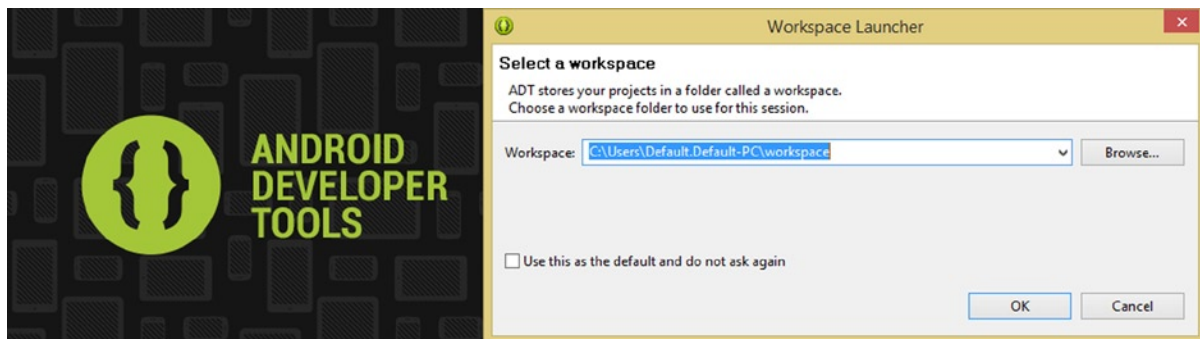 ANDROID
DEVELOPER
TOOLS
Workspace Launcher
Select a workspace
ADT stores your projects in a folder called a workspace.
Choose a workspace folder to use for this session.
Workspace: C:\Users\Default.Default-PC\workspace Browse...
Use this as the default and do not ask again
OK Cancel